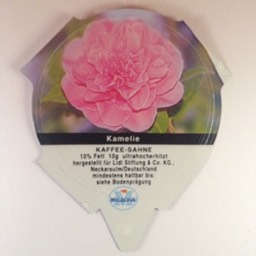 Kamelie
KAFFEE-SAHNE
10% Fett 10g ultrahocherhitzt
hergestellt für Lidl Stiftung & Co. KG.,
Neckarsulm/Deutschland
mindestens haltbar bis:
siehe Bodenprägung
MILBONA